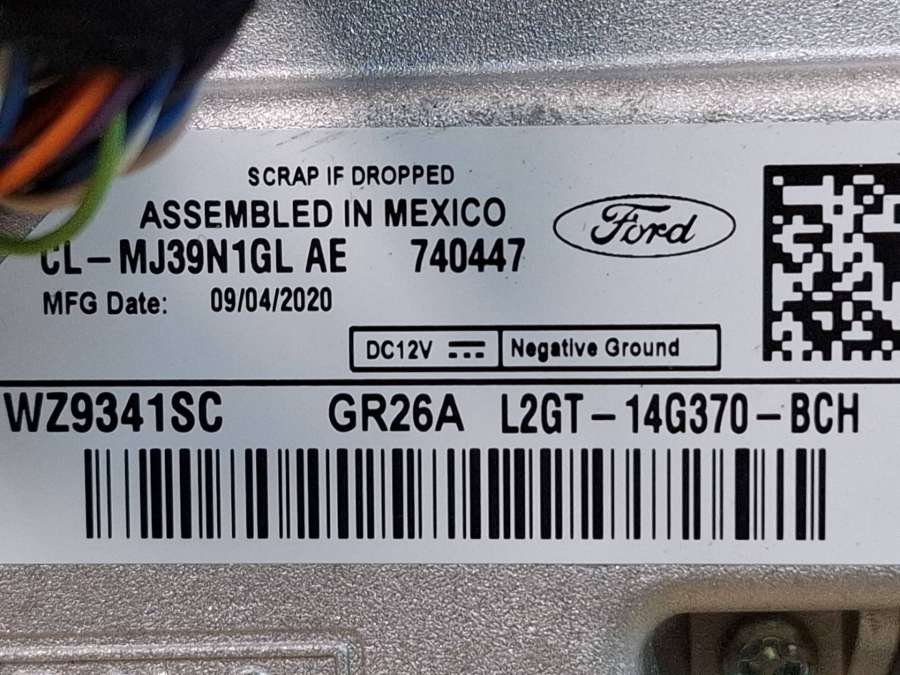 SCRAP IF DROPPED
ASSEMBLED IN MEXICO
Ford
CL-MJ39N1GL AE 740447
MFG Date: 09/04/2020
DC12V Negative Ground
WZ9341SC GR26A L2GT-14G370-BCH